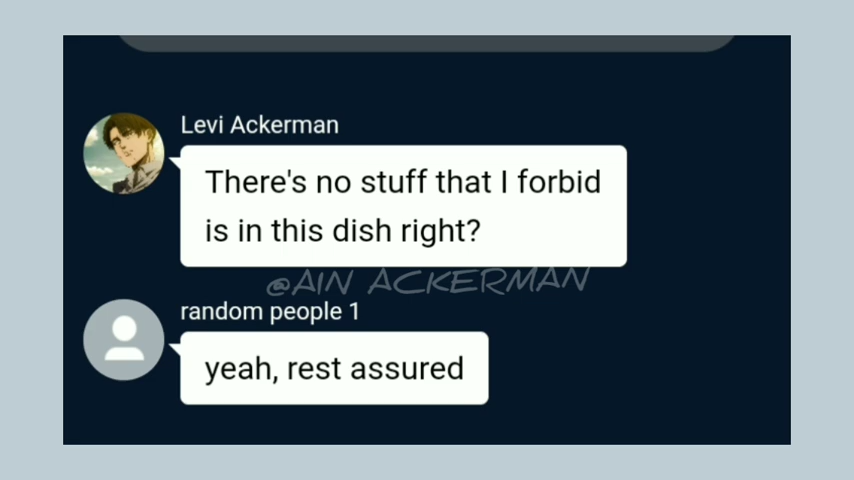 Levi Ackerman
There's no stuff that I forbid
is in this dish right?
@AIN ACKERMAN
random people 1
yeah, rest assured